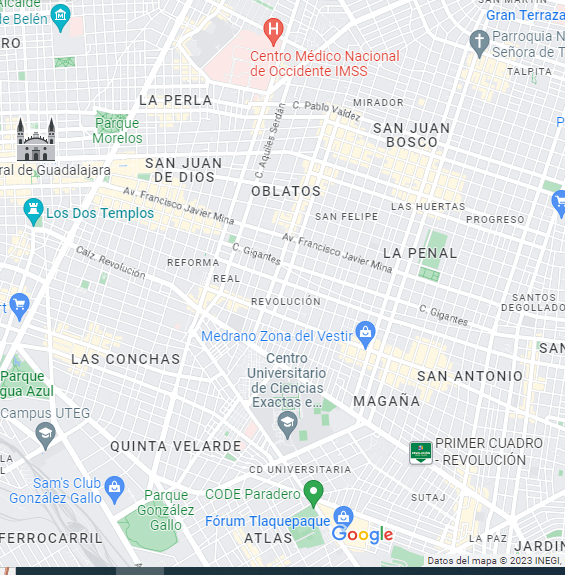 Alcalde
de Belén
SAN MARTIN
Gran Terraza
Parroquia N
Señora de T
RO
Centro Médico Nacional
de Occidente IMSS
TALPITA
LA PERLA
C. Pablo Valdez
MIRADOR
Parque
Morelos
C. Aquiles Serdán
SAN JUAN
BOSCO
P
ral de Guadalajara
SAN JUAN
DE DIOS
OBLATOS
Av. Francisco Javier Mina
LAS HUERTAS
Los Dos Templos
SAN FELIPE
PROGRESO
Av. Francisco Javier Mina
Calz. Revolución
C. Gigantes
LA PENAL
REFORMA
REAL
REVOLUCIÓN
SANTOS
DEGOLLADO
rt
C. Gigantes
Medrano Zona del Vestir
SAN
LAS CONCHAS
Centro
Universitario
de Ciencias
Exactas e...
Parque
gua Azul
SAN ANTONIO
MAGAÑA
Campus UTEG
QUINTA VELARDE
PRIMER CUADRO
- REVOLUCIÓN
LA
AL
CD UNIVERSITARIA
Sam's Club
González Gallo
CODE Paradero
SUTAJ
Parque
González
Gallo
Fórum Tlaquepaque
Google
FERROCARRIL
ATLAS
LA PAZ
JARDIN
Datos del mapa © 2023 INEGI,